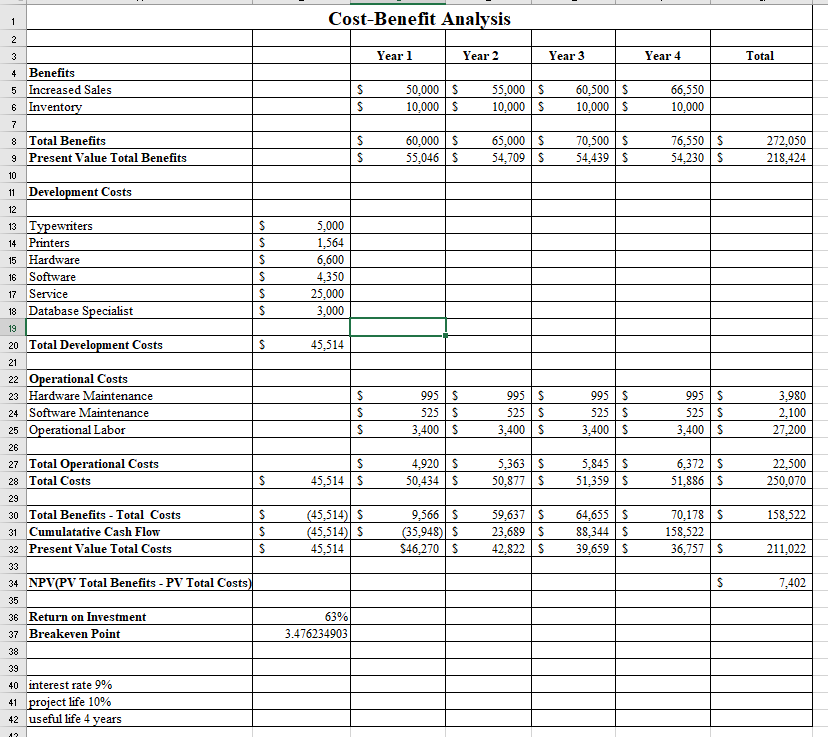 1 Cost-Benefit Analysis
2
3 Year 1 Year 2 Year 3 Year 4 Total
4 Benefits
5 Increased Sales $ 50,000 $ 55,000 $ 60,500 $ 66,550
6 Inventory $ 10,000 $ 10,000 $ 10,000 $ 10,000
7
8 Total Benefits $ 60,000 $ 65,000 $ 70,500 $ 76,550 $ 272,050
9 Present Value Total Benefits $ 55,046 $ 54,709 $ 54,439 $ 54,230 $ 218,424
10
11 Development Costs
12
13 Typewriters $ 5,000
14 Printers $ 1,564
15 Hardware $ 6,600
16 Software $ 4,350
17 Service $ 25,000
18 Database Specialist $ 3,000
19
20 Total Development Costs $ 45,514
21
22 Operational Costs
23 Hardware Maintenance $ 995 $ 995 $ 995 $ 995 $ 3,980
24 Software Maintenance $ 525 $ 525 $ 525 $ 525 $ 2,100
25 Operational Labor $ 3,400 $ 3,400 $ 3,400 $ 3,400 $ 27,200
26
27 Total Operational Costs $ 4,920 $ 5,363 $ 5,845 $ 6,372 $ 22,500
28 Total Costs $ 45,514 $ 50,434 $ 50,877 $ 51,359 $ 51,886 $ 250,070
29
30 Total Benefits - Total Costs $ (45,514) $ 9,566 $ 59,637 $ 64,655 $ 70,178 $ 158,522
31 Cumulatative Cash Flow $ (45,514) $ (35,948) $ 23,689 $ 88,344 $ 158,522
32 Present Value Total Costs $ 45,514 $46,270 $ 42,822 $ 39,659 $ 36,757 $ 211,022
33
34 NPV(PV Total Benefits - PV Total Costs) $ 7,402
35
36 Return on Investment 63%
37 Breakeven Point 3.476234903
38
39
40 interest rate 9%
41 project life 10%
42 useful life 4 years